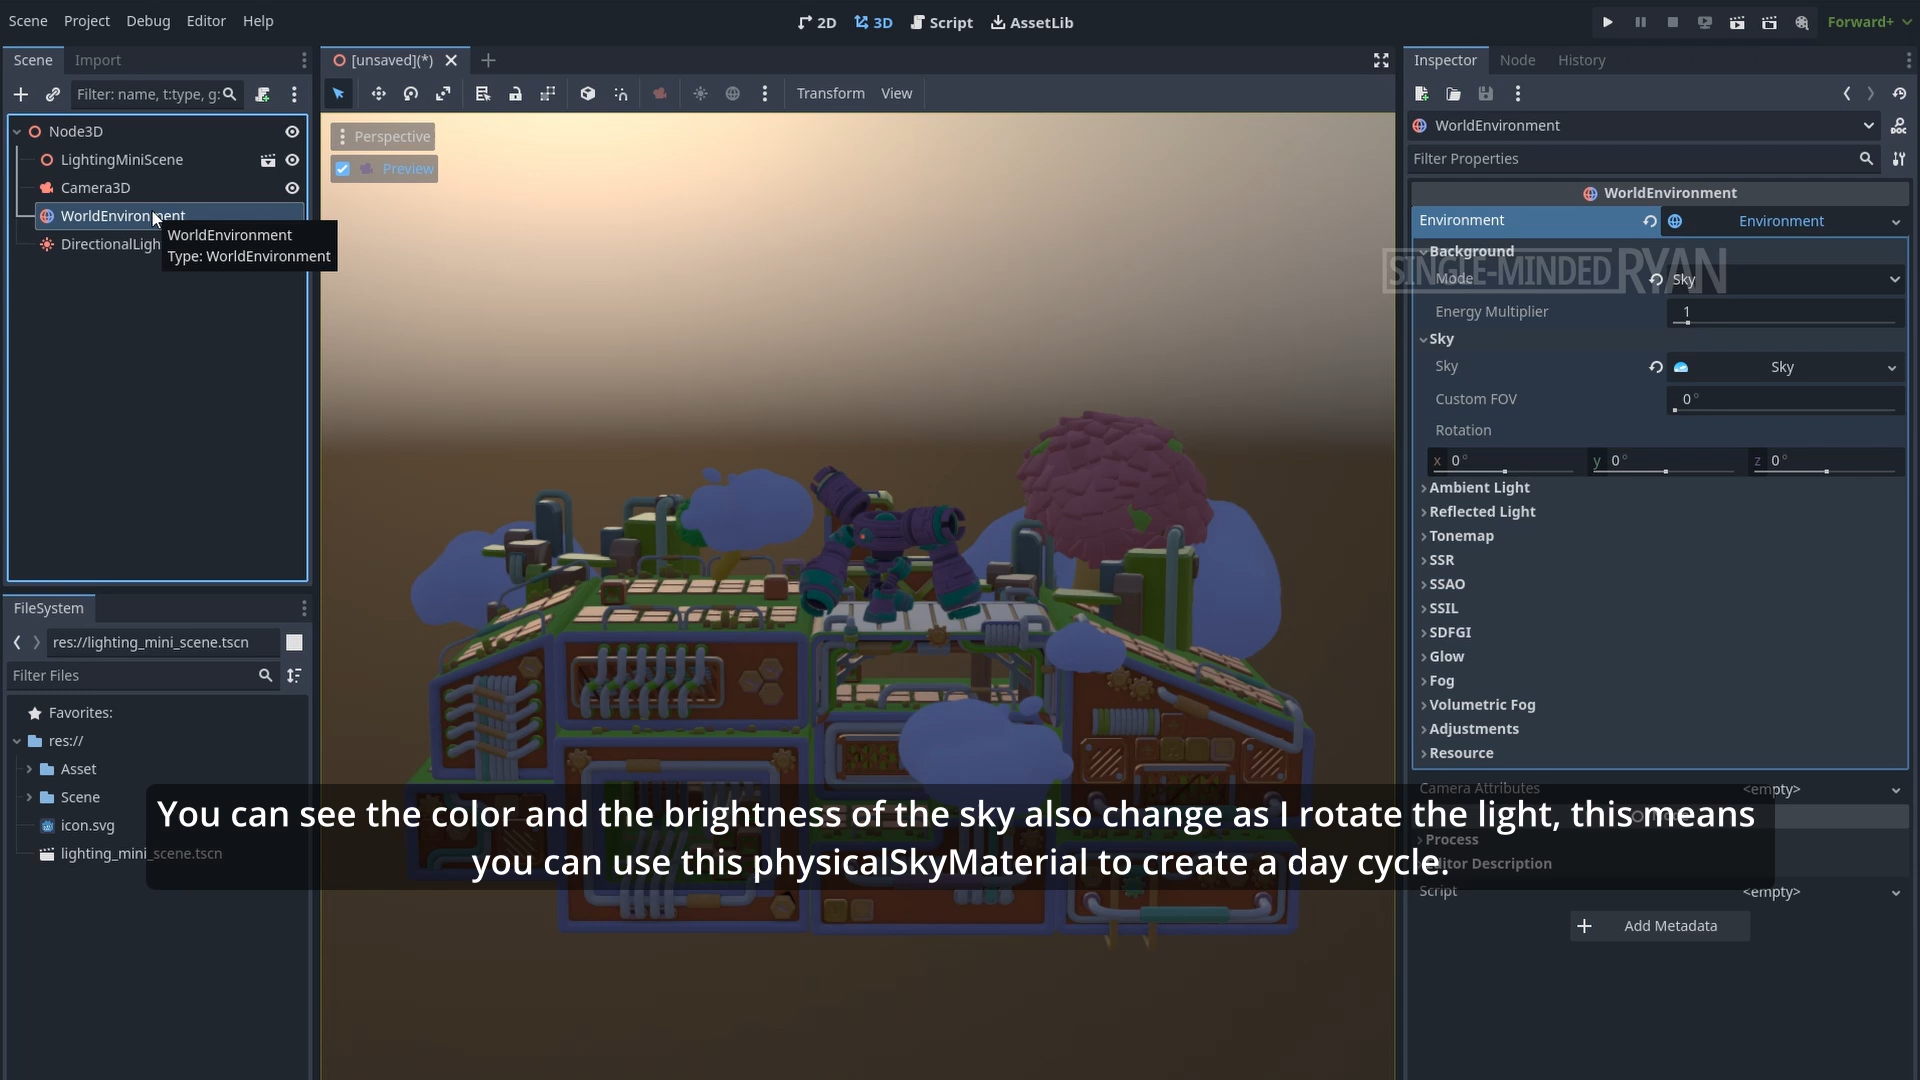 Scene Project Debug Editor Help
2D 3D Script AssetLib
Forward+
Scene Import
[unsaved](*)
Inspector Node History
Filter: name, t:type, g:
Transform View
WorldEnvironment
Filter Properties
Node3D
LightingMiniScene
Camera3D
WorldEnvironment
DirectionalLigh
WorldEnvironment
Type: WorldEnvironment
Perspective
Preview
WorldEnvironment
Environment Environment
Background
SINGLE-MINDED RYAN
Mode Sky
Energy Multiplier 1
Sky
Sky Sky
Custom FOV 0 °
Rotation
x 0 ° y 0 ° z 0 °
Ambient Light
Reflected Light
Tonemap
SSR
SSAO
SSIL
SDFGI
Glow
Fog
Volumetric Fog
Adjustments
Resource
Camera Attributes <empty>
Process
Editor Description
Script <empty>
Add Metadata
FileSystem
res://lighting_mini_scene.tscn
Filter Files
Favorites:
res://
Asset
Scene
icon.svg
lighting_mini_scene.tscn
You can see the color and the brightness of the sky also change as I rotate the light, this means
you can use this physicalSkyMaterial to create a day cycle.